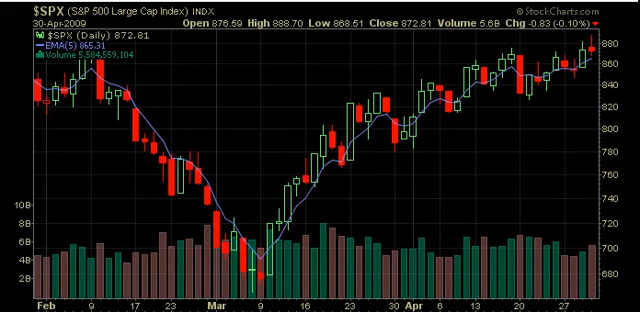 $SPX (S&P 500 Large Cap Index) INDX
© StockCharts.com
30-Apr-2009
Open 876.59 High 888.70 Low 868.51 Close 872.81 Volume 5.6B Chg -0.83 (-0.10%)
$SPX (Daily) 872.81
EMA(5) 865.31
Volume 5,584,559,104
880
860
840
820
800
780
760
740
720
700
680
10B
8B
6B
4B
2B
Feb 9 17 23 Mar 9 16 23 30 Apr 6 13 20 27